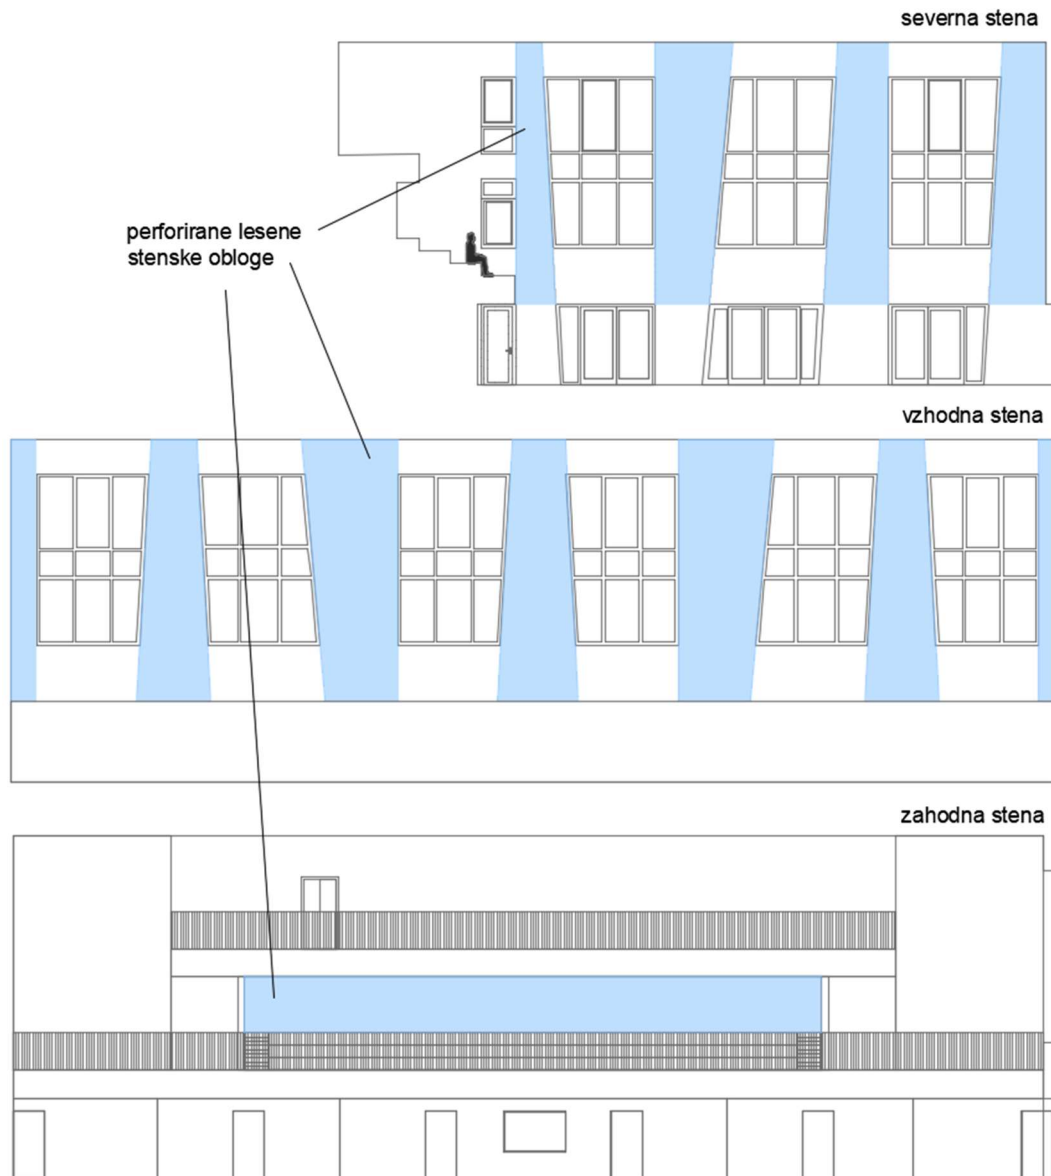 severna stena
perforirane lesene
stenske obloge
vzhodna stena
zahodna stena